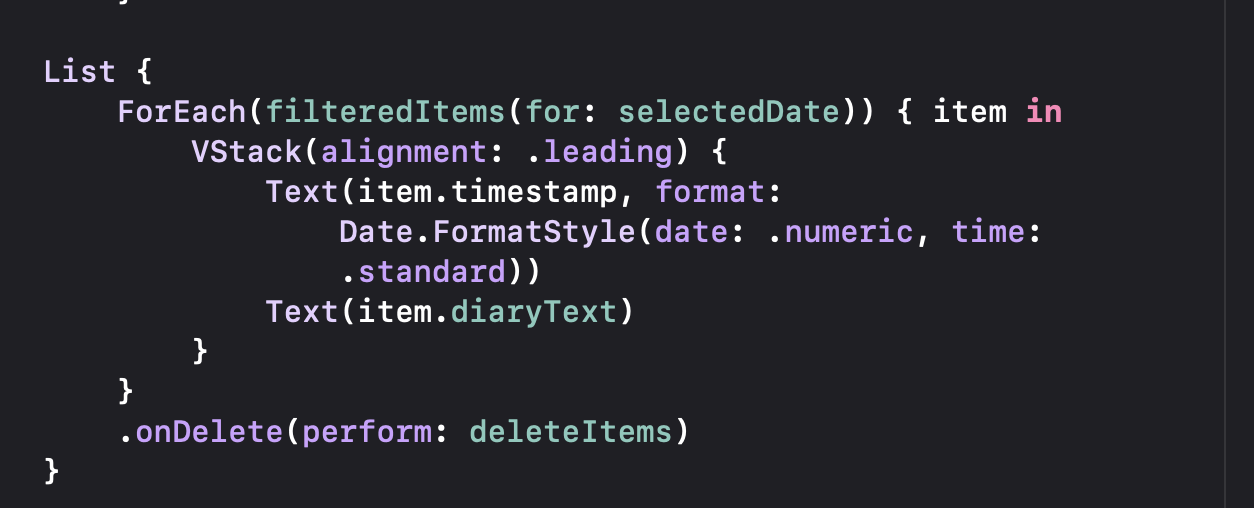 }
List {
ForEach(filteredItems(for: selectedDate)) { item in
VStack(alignment: .leading) {
Text(item.timestamp, format:
Date.FormatStyle(date: .numeric, time:
.standard))
Text(item.diaryText)
}
}
.onDelete(perform: deleteItems)
}